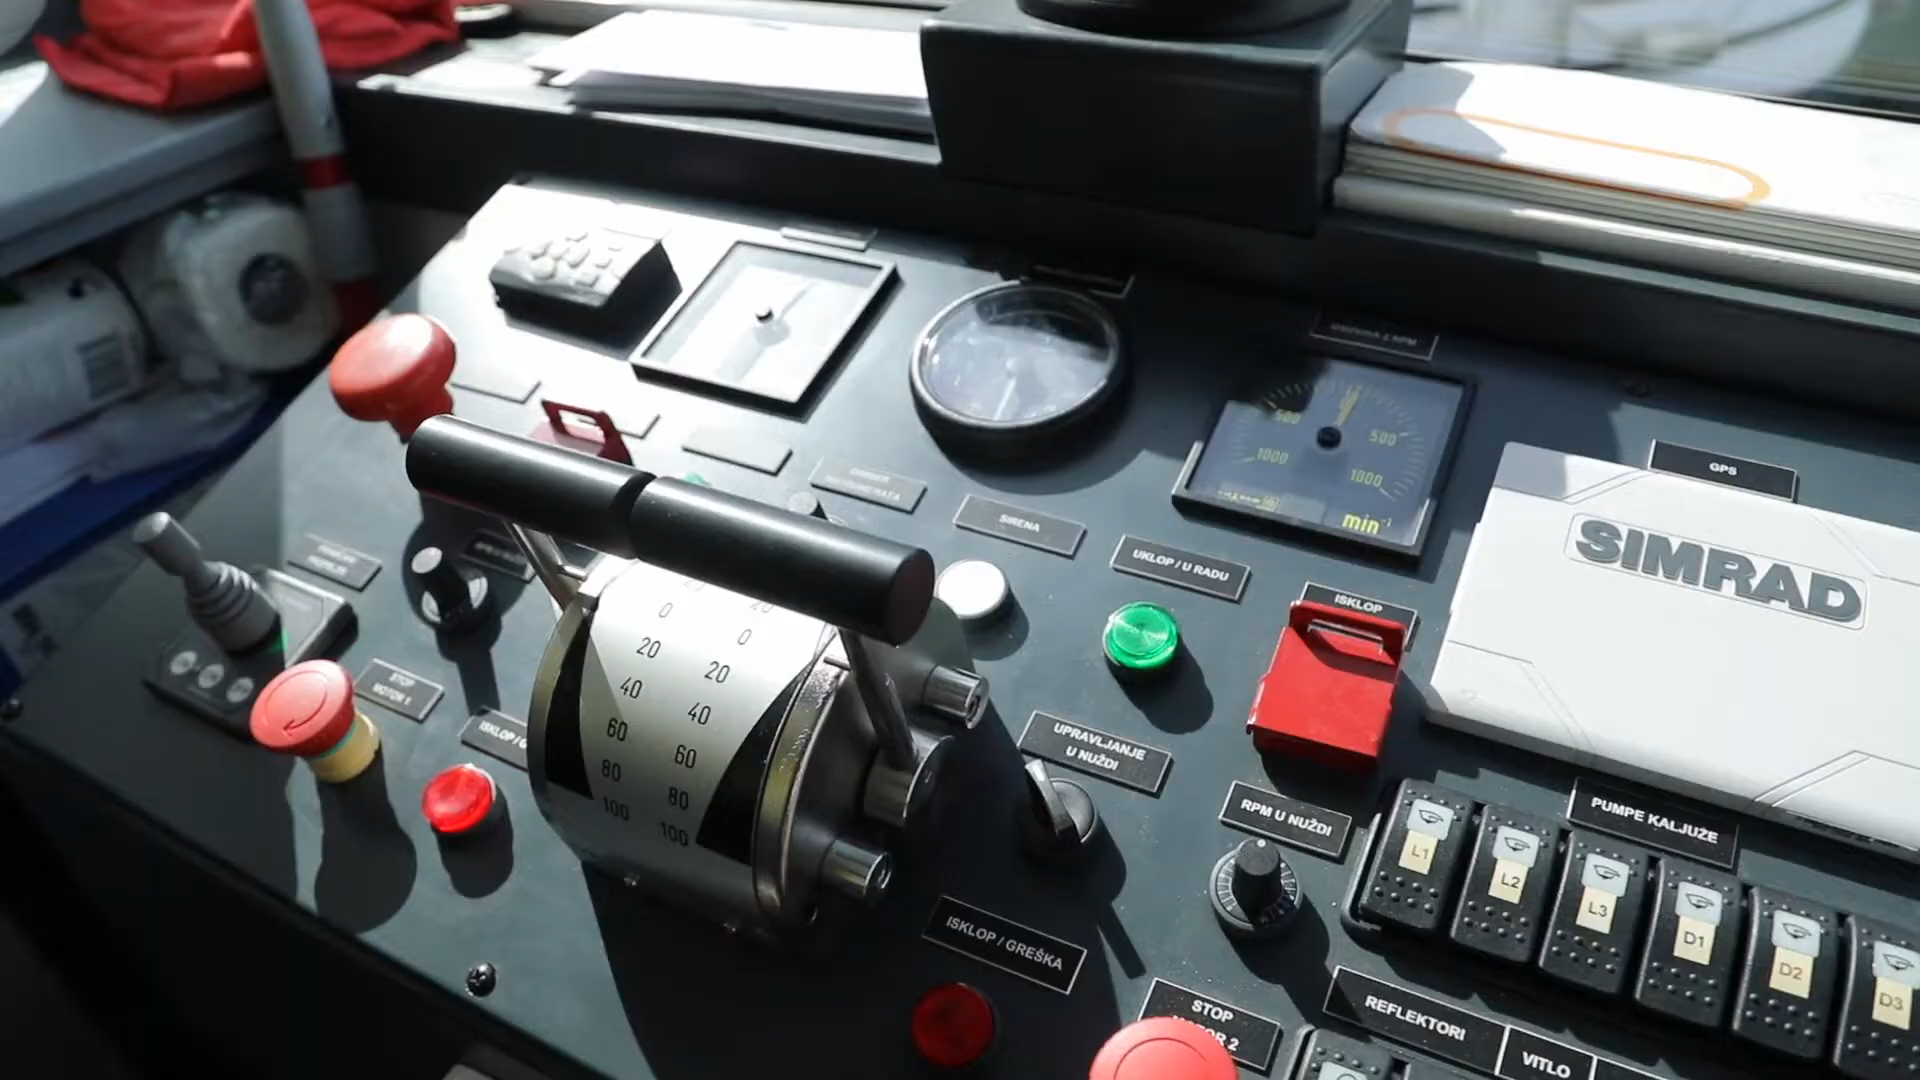 500
500
1000
1000
min⁻¹
GPS
SIMRAD
SIRENA
UKLOP / U RADU
ISKLOP
STOP
MOTOR 1
ISKLOP / G
0
0
20
20
40
40
60
60
80
80
100
100
UPRAVLJANJE
U NUŽDI
RPM U NUŽDI
PUMPE KALJUŽE
L1
L2
L3
D1
D2
D3
ISKLOP / GREŠKA
STOP
2
REFLEKTORI
VITLO